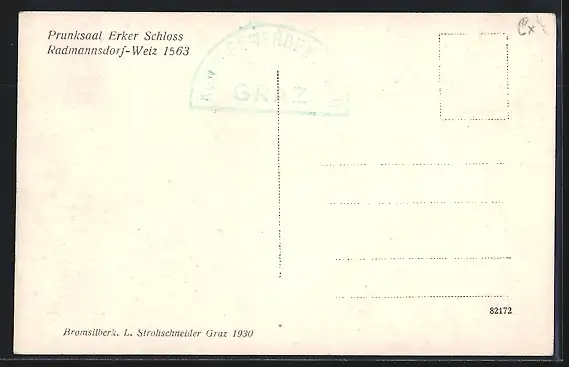 Prunksaal Erker Schloss
Radmannsdorf-Weiz 1563
GRAZ
82172
Bromsilberk. L. Strohschneider Graz 1930